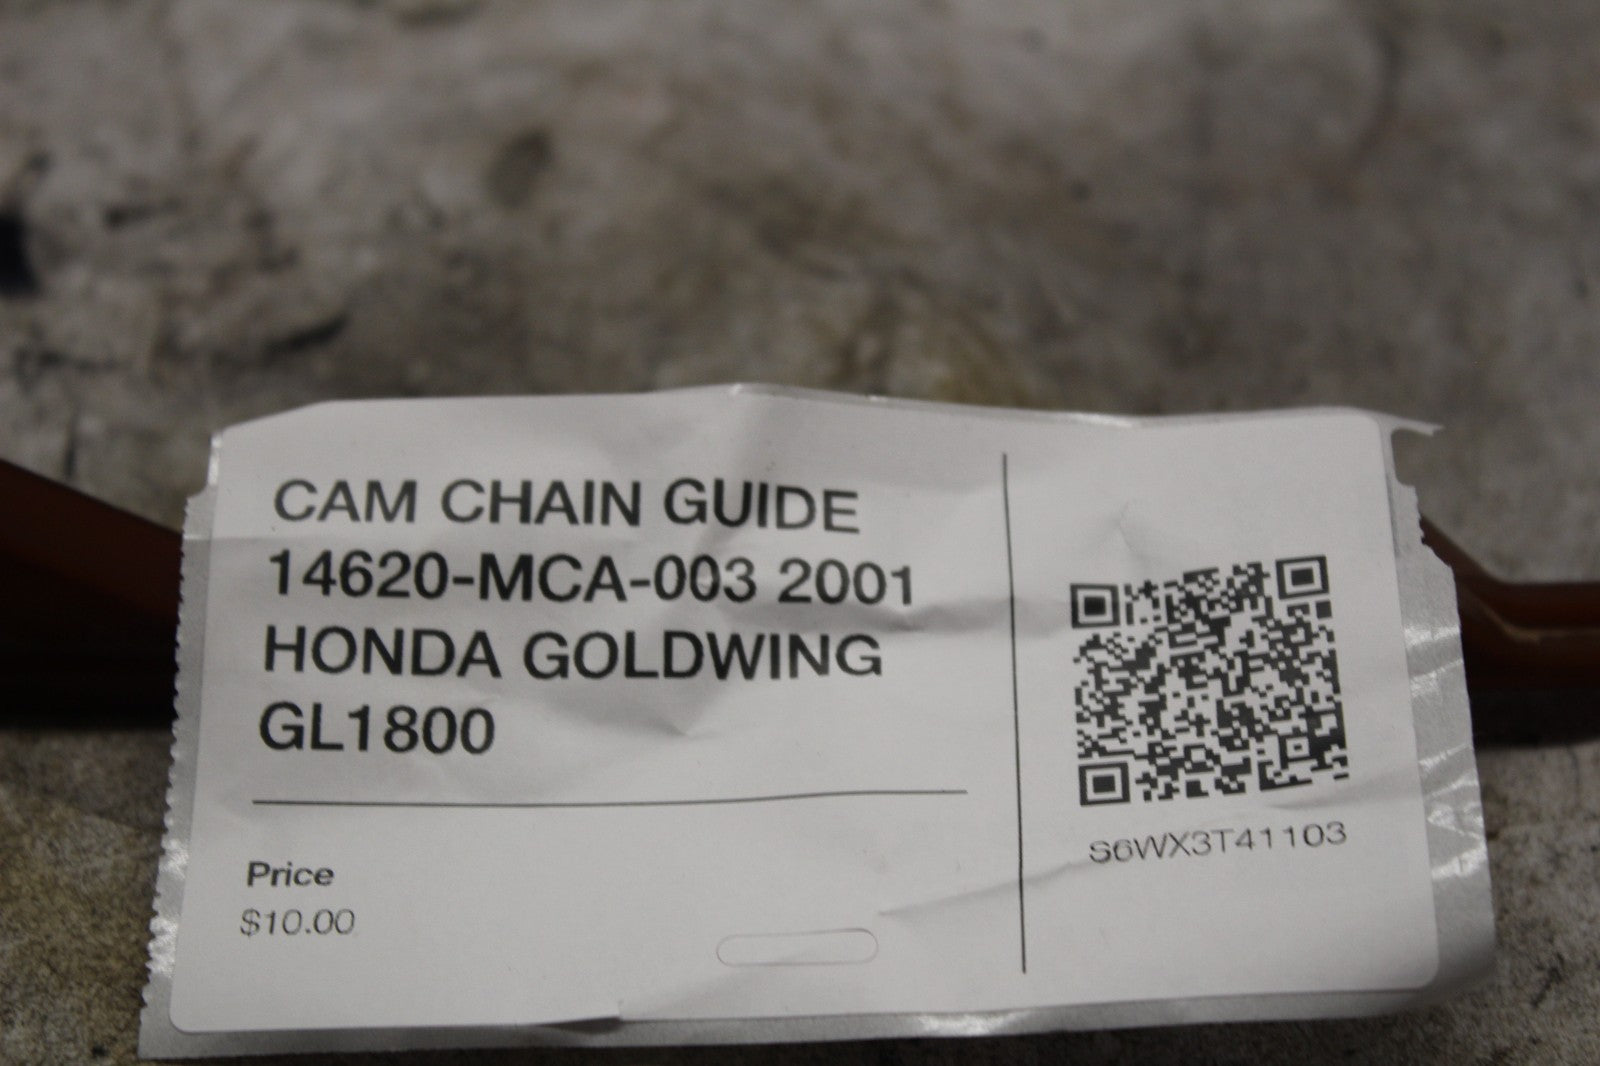 CAM CHAIN GUIDE
14620-MCA-003 2001
HONDA GOLDWING
GL1800
Price
$10.00
S6WX3T41103